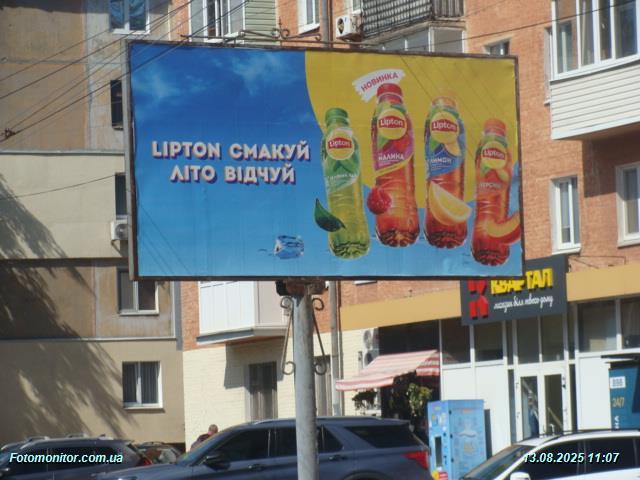 НОВИНКА
LIPTON СМАКУЙ
ЛІТО ВІДЧУЙ
Lipton
Lipton
Lipton
Lipton
МАЛИНА
ЛИМОН
КВАРТАЛ
магазин біля твого дому
24/7
Fotomonitor.com.ua
13.08.2025 11:07